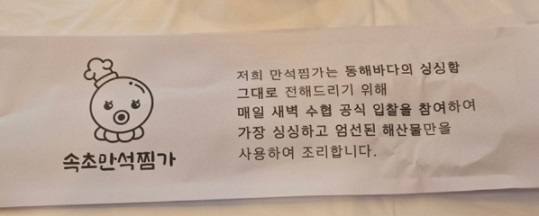 저희 만석찜가는 동해바다의 싱싱함
그대로 전해드리기 위해
매일 새벽 수협 공식 입찰을 참여하여
가장 싱싱하고 엄선된 해산물만을
사용하여 조리합니다.
속초만석찜가